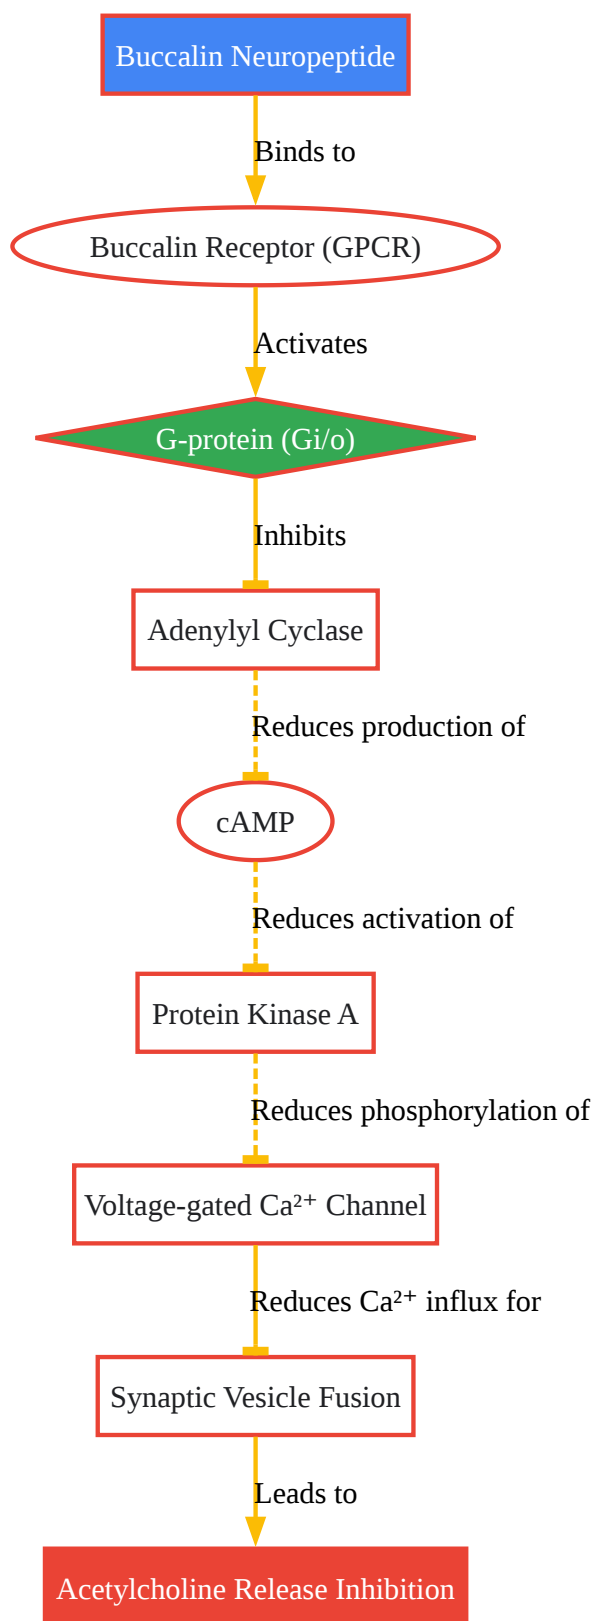 Buccalin Neuropeptide
Binds to
Buccalin Receptor (GPCR)
Activates
G-protein (Gi/o)
Inhibits
Adenylyl Cyclase
Reduces production of
cAMP
Reduces activation of
Protein Kinase A
Reduces phosphorylation of
Voltage-gated Ca²⁺ Channel
Reduces Ca²⁺ influx for
Synaptic Vesicle Fusion
Leads to
Acetylcholine Release Inhibition